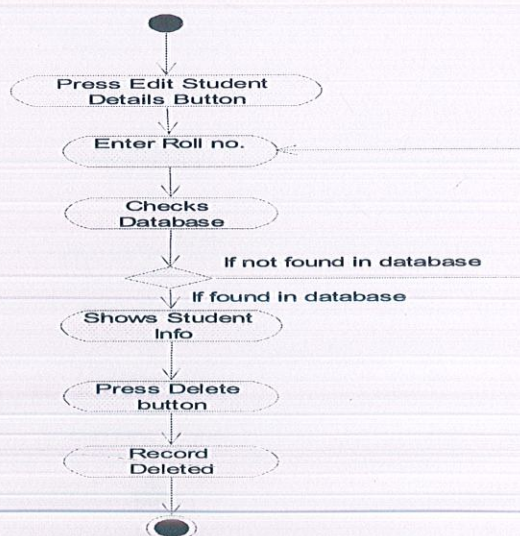 Press Edit Student
Details Button
Enter Roll no.
Checks
Database
If not found in database
If found in database
Shows Student
Info
Press Delete
button
Record
Deleted